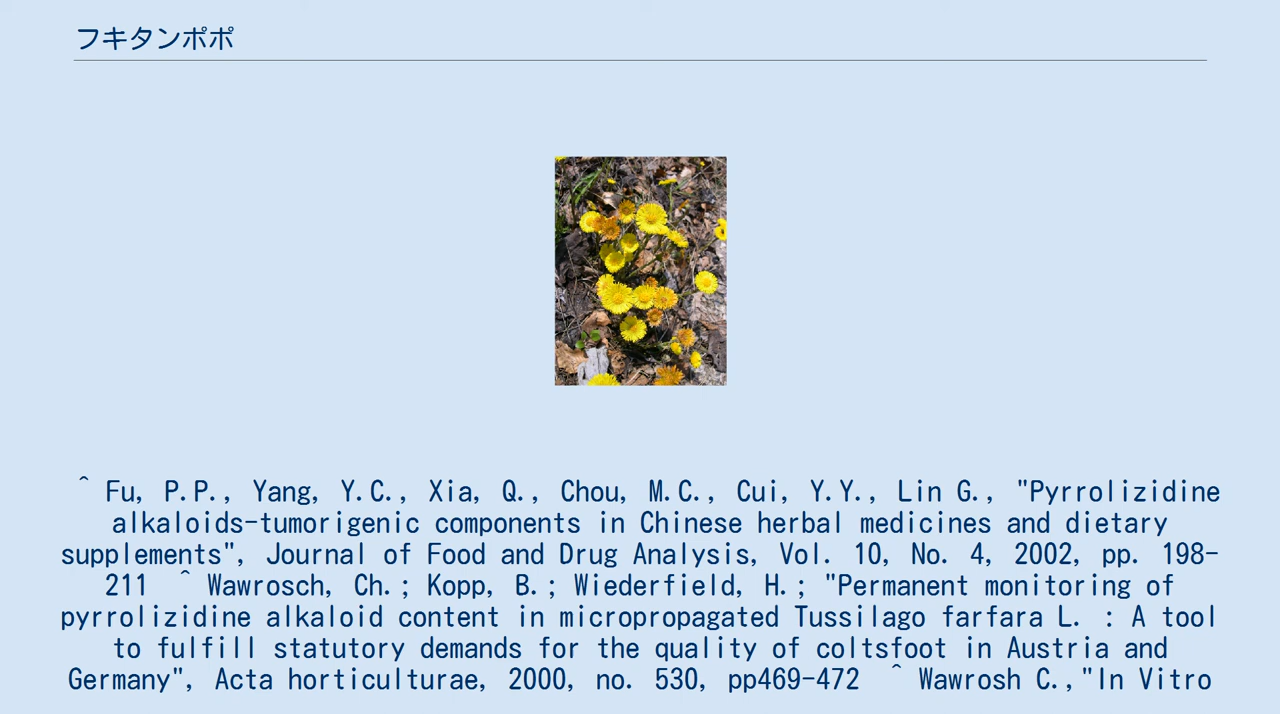 フキタンポポ
^ Fu, P.P., Yang, Y.C., Xia, Q., Chou, M.C., Cui, Y.Y., Lin G., "Pyrrolizidine
alkaloids-tumorigenic components in Chinese herbal medicines and dietary
supplements", Journal of Food and Drug Analysis, Vol. 10, No. 4, 2002, pp. 198-
211 ^ Wawrosch, Ch.; Kopp, B.; Wiederfield, H.; "Permanent monitoring of
pyrrolizidine alkaloid content in micropropagated Tussilago farfara L. : A tool
to fulfill statutory demands for the quality of coltsfoot in Austria and
Germany", Acta horticulturae, 2000, no. 530, pp469-472 ^ Wawrosh C.,"In Vitro